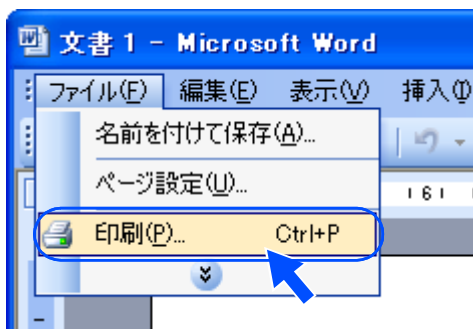 文書 1 - Microsoft Word
ファイル(F) 編集(E) 表示(V) 挿入(I
名前を付けて保存(A)...
ページ設定(U)...
6
印刷(P)... Ctrl+P